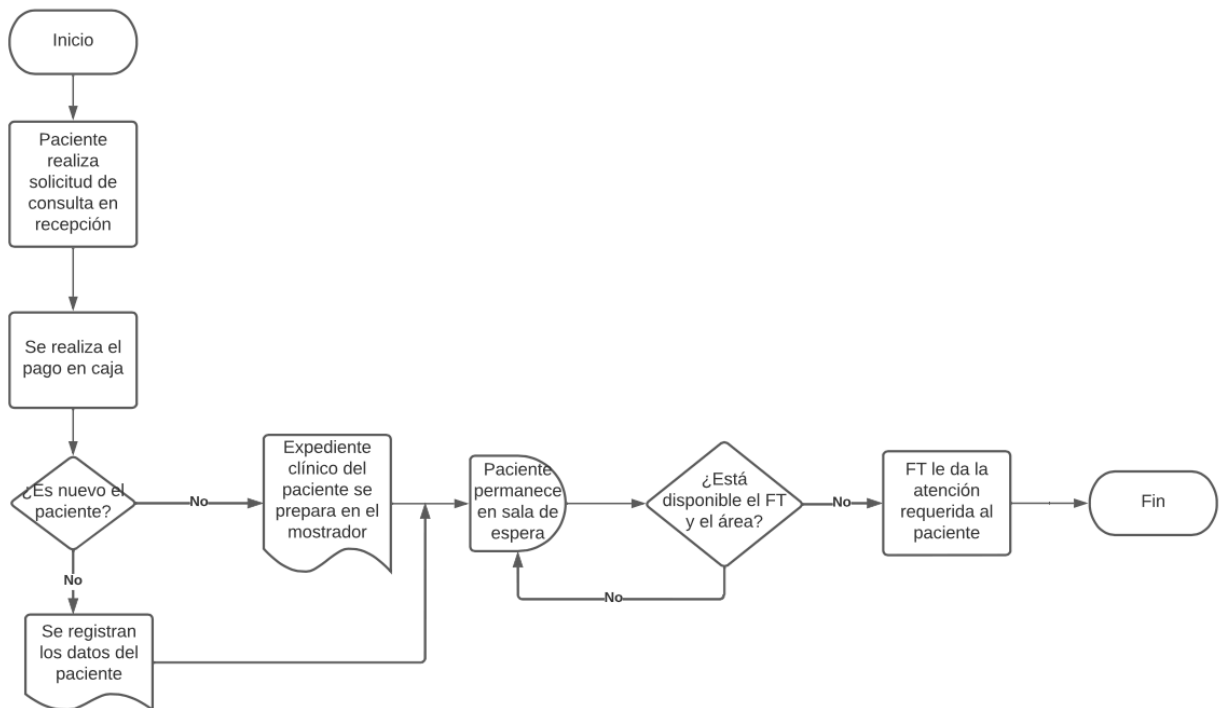 Inicio
Paciente
realiza
solicitud de
consulta en
recepción
Se realiza el
pago en caja
¿Es nuevo el
paciente?
No
Expediente
clínico del
paciente se
prepara en el
mostrador
No
Se registran
los datos del
paciente
Paciente
permanece
en sala de
espera
¿Está
disponible el FT
y el área?
No
No
FT le da la
atención
requerida al
paciente
Fin